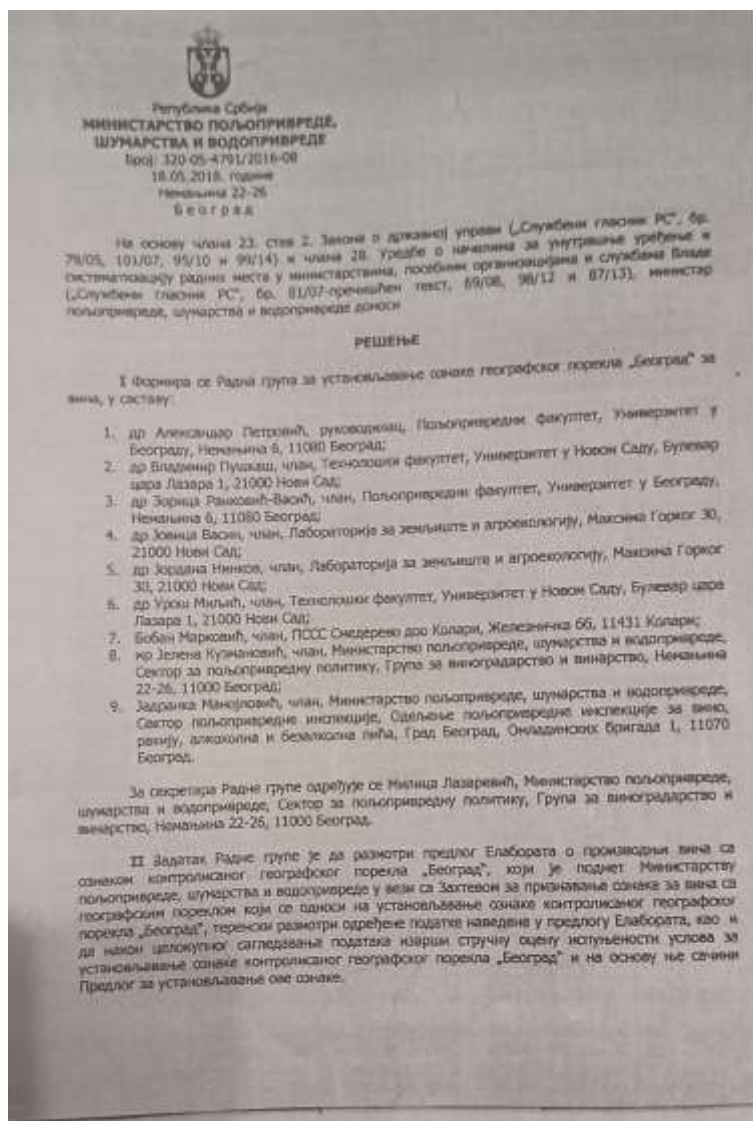 Република Србија
МИНИСТАРСТВО ПОЉОПРИВРЕДЕ,
ШУМАРСТВА И ВОДОПРИВРЕДЕ
Број: 320-05-4791/2016-08
18.05.2018. године
Немањина 22-26
Београд
На основу члана 23. став 2. Закона о државној управи („Службени гласник РС", бр.
79/05, 101/07, 95/10 и 99/14) и члана 28. Уредбе о начелима за унутрашње уређење и
систематизацију радних места у министарствима, посебним организацијама и службама Владе
(„Службени гласник РС", бр. 81/07-пречишћен текст, 69/08, 98/12 и 87/13), министар
пољопривреде, шумарства и водопривреде доноси
РЕШЕЊЕ
I Формира се Радна група за установљавање ознаке географског порекла „Београд" за
вина, у саставу:
1. др Александар Петровић, руководилац, Пољопривредни факултет, Универзитет у
Београду, Немањина 6, 11080 Београд;
2. др Владимир Пушкаш, члан, Технолошки факултет, Универзитет у Новом Саду, Булевар
цара Лазара 1, 21000 Нови Сад;
3. др Зорица Ранковић-Васић, члан, Пољопривредни факултет, Универзитет у Београду,
Немањина 6, 11080 Београд;
4. др Јовица Васин, члан, Лабораторија за земљиште и агроекологију, Максима Горког 30,
21000 Нови Сад;
5. др Јордана Нинков, члан, Лабораторија за земљиште и агроекологију, Максима Горког
30, 21000 Нови Сад;
6. др Урош Миљић, члан, Технолошки факултет, Универзитет у Новом Саду, Булевар цара
Лазара 1, 21000 Нови Сад;
7. Бобан Марковић, члан, ПССС Смедерево доо Колари, Железничка бб, 11431 Колари;
8. мр Јелена Кузмановић, члан, Министарство пољопривреде, шумарства и водопривреде,
Сектор за пољопривредну политику, Група за виноградарство и винарство, Немањина
22-26, 11000 Београд;
9. Јадранка Манојловић, члан, Министарство пољопривреде, шумарства и водопривреде,
Сектор пољопривредне инспекције, Одељење пољопривредне инспекције за вино,
ракију, алкохолна и безалколна пића, Град Београд, Омладинских бригада 1, 11070
Београд.
За секретара Радне групе одређује се Милица Лазаревић, Министарство пољопривреде,
шумарства и водопривреде, Сектор за пољопривредну политику, Група за виноградарство и
винарство, Немањина 22-26, 11000 Београд.
II Задатак Радне групе је да размотри предлог Елабората о производњи вина са
ознаком контролисаног географског порекла „Београд", који је поднет Министарству
пољопривреде, шумарства и водопривреде у вези са Захтевом за признавање ознака за вина са
географским пореклом који се односи на установљавање ознаке контролисаног географског
порекла „Београд", теренски размотри одређене податке наведене у предлогу Елабората, као и
да након целокупног сагледавања података изврши стручну оцену испуњености услова за
установљавање ознаке контролисаног географског порекла „Београд" и на основу ње сачини
Предлог за установљавање ове ознаке.